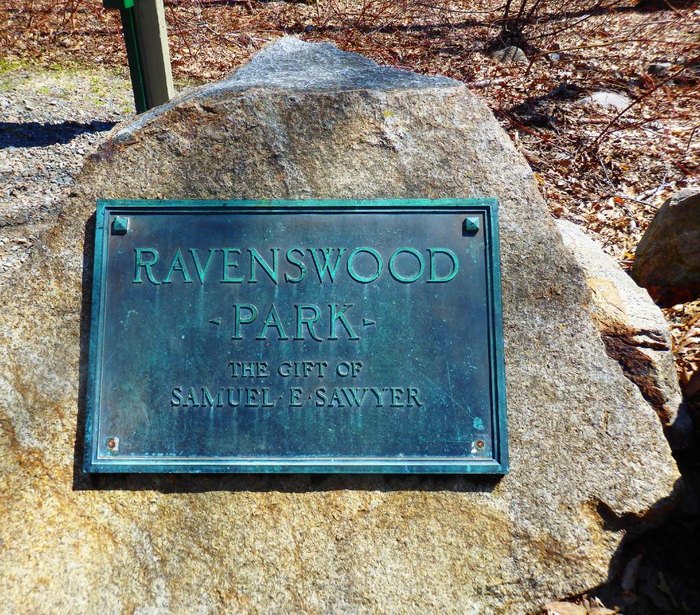 RAVENSWOOD
- PARK -
THE GIFT OF
SAMUEL · E · SAWYER